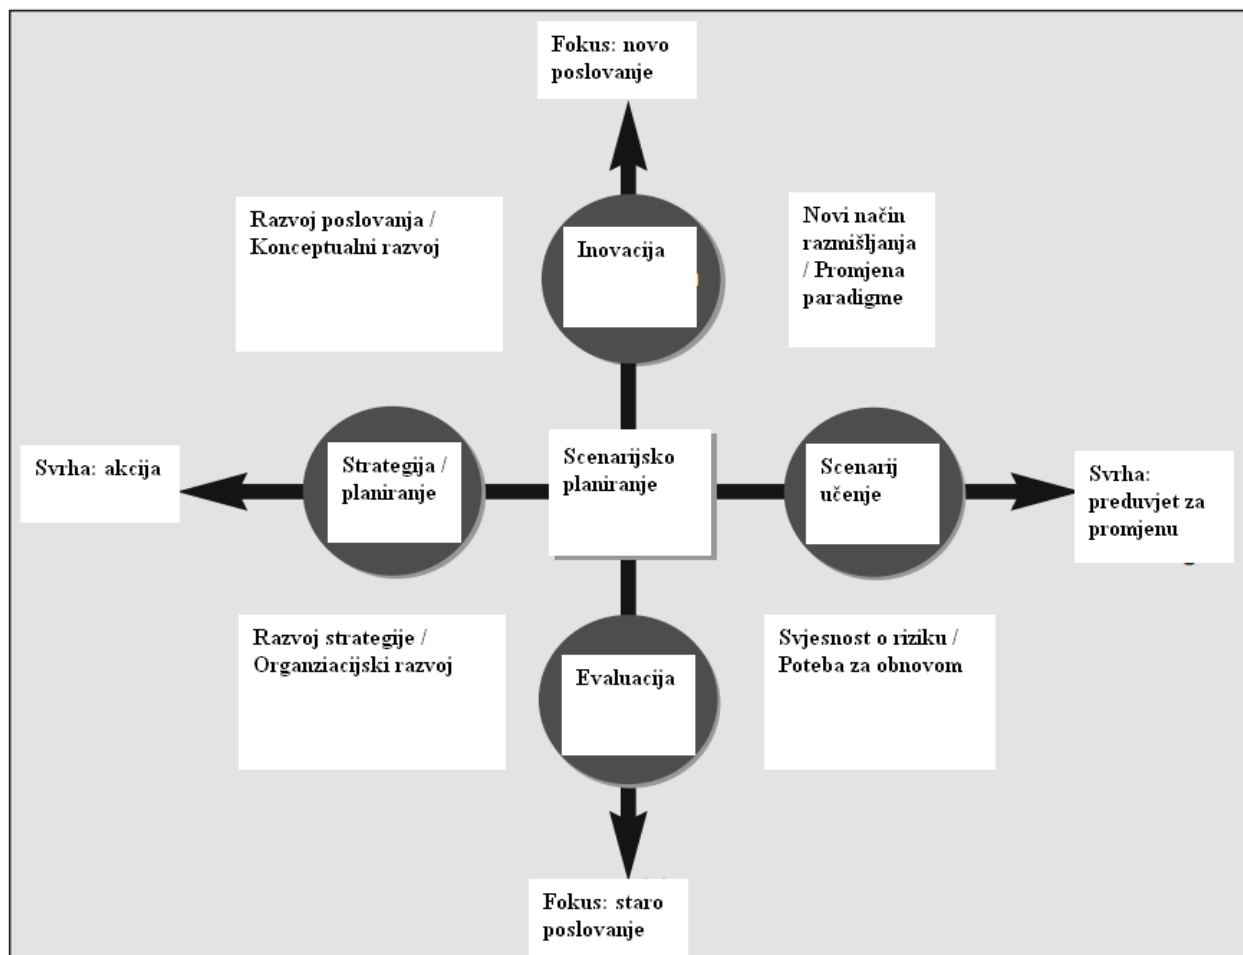 Fokus: novo
poslovanje
Razvoj poslovanja /
Konceptualni razvoj
Inovacija
Novi način
razmišljanja
/ Promjena
paradigme
Svrha: akcija
Strategija /
planiranje
Scenarijsko
planiranje
Scenarij
učenje
Svrha:
preduvjet za
promjenu
Razvoj strategije /
Organziacijski razvoj
Evaluacija
Svjesnost o riziku /
Poteba za obnovom
Fokus: staro
poslovanje